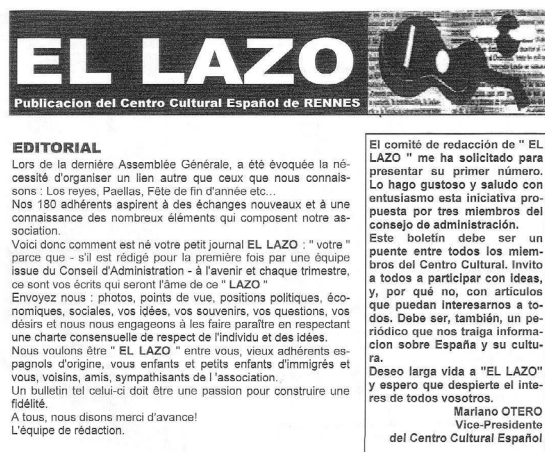 EL LAZO
Publicacion del Centro Cultural Español de RENNES
EDITORIAL
Lors de la dernière Assemblée Générale, a été évoquée la né-
cessité d'organiser un lien autre que ceux que nous connais-
sons : Los reyes, Paellas, Fête de fin d'année etc...
Nos 180 adhérents aspirent à des échanges nouveaux et à une
connaissance des nombreux éléments qui composent notre as-
sociation.
Voici donc comment est né votre petit journal EL LAZO : " votre "
parce que - s'il est rédigé pour la première fois par une équipe
issue du Conseil d'Administration - à l'avenir et chaque trimestre,
ce sont vos écrits qui seront l'âme de ce " LAZO "
Envoyez nous : photos, points de vue, positions politiques, éco-
nomiques, sociales, vos idées, vos souvenirs, vos questions, vos
désirs et nous nous engageons à les faire paraître en respectant
une charte consensuelle de respect de l'individu et des idées.
Nous voulons être " EL LAZO " entre vous, vieux adhérents es-
pagnols d'origine, vous enfants et petits enfants d'immigrés et
vous, voisins, amis, sympathisants de l 'association.
Un bulletin tel celui-ci doit être une passion pour construire une
fidélité.
A tous, nous disons merci d'avance!
L'équipe de rédaction.
El comité de redacción de " EL
LAZO " me ha solicitado para
presentar su primer número.
Lo hago gustoso y saludo con
entusiasmo esta iniciativa pro-
puesta por tres miembros del
consejo de administración.
Este boletín debe ser un
puente entre todos los miem-
bros del Centro Cultural. Invito
a todos a participar con ideas,
y, por qué no, con artículos
que puedan interesarnos a to-
dos. Debe ser, también, un pe-
riódico que nos traiga informa-
cion sobre España y su cultu-
ra.
Deseo larga vida a "EL LAZO"
y espero que despierte el inte-
res de todos vosotros.
Mariano OTERO
Vice-Presidente
del Centro Cultural Español